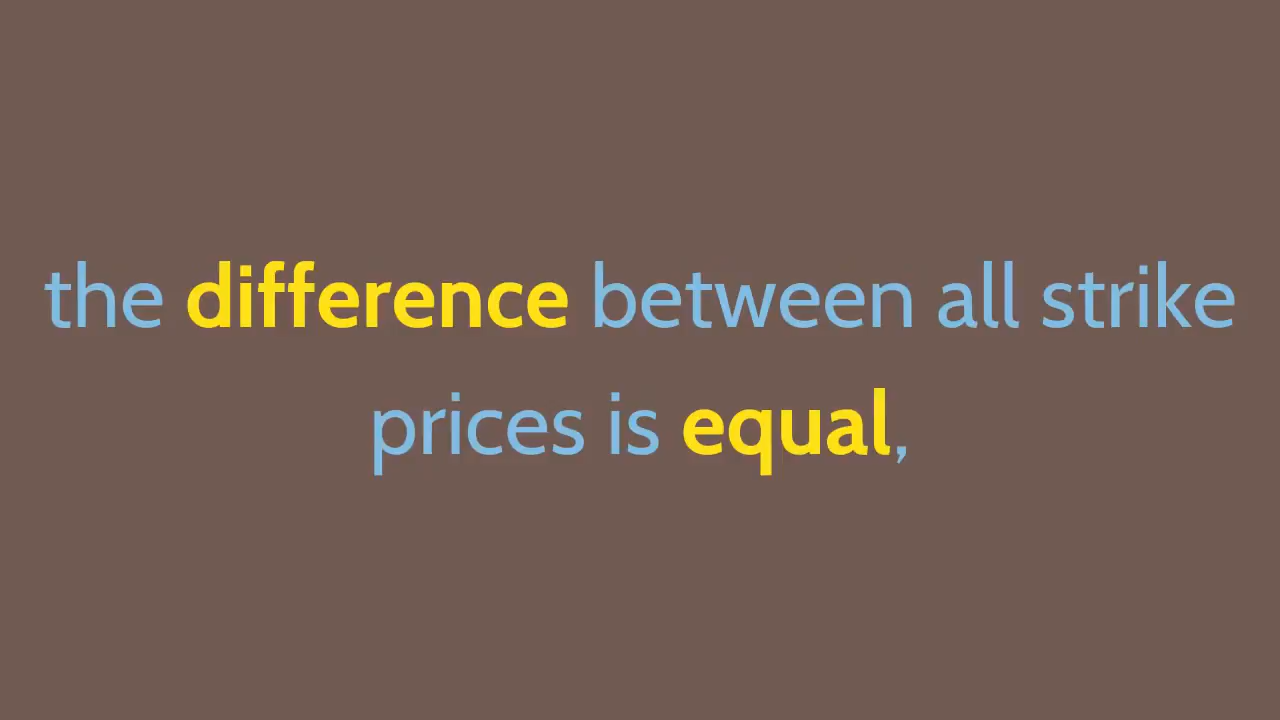 the difference between all strike
prices is equal,